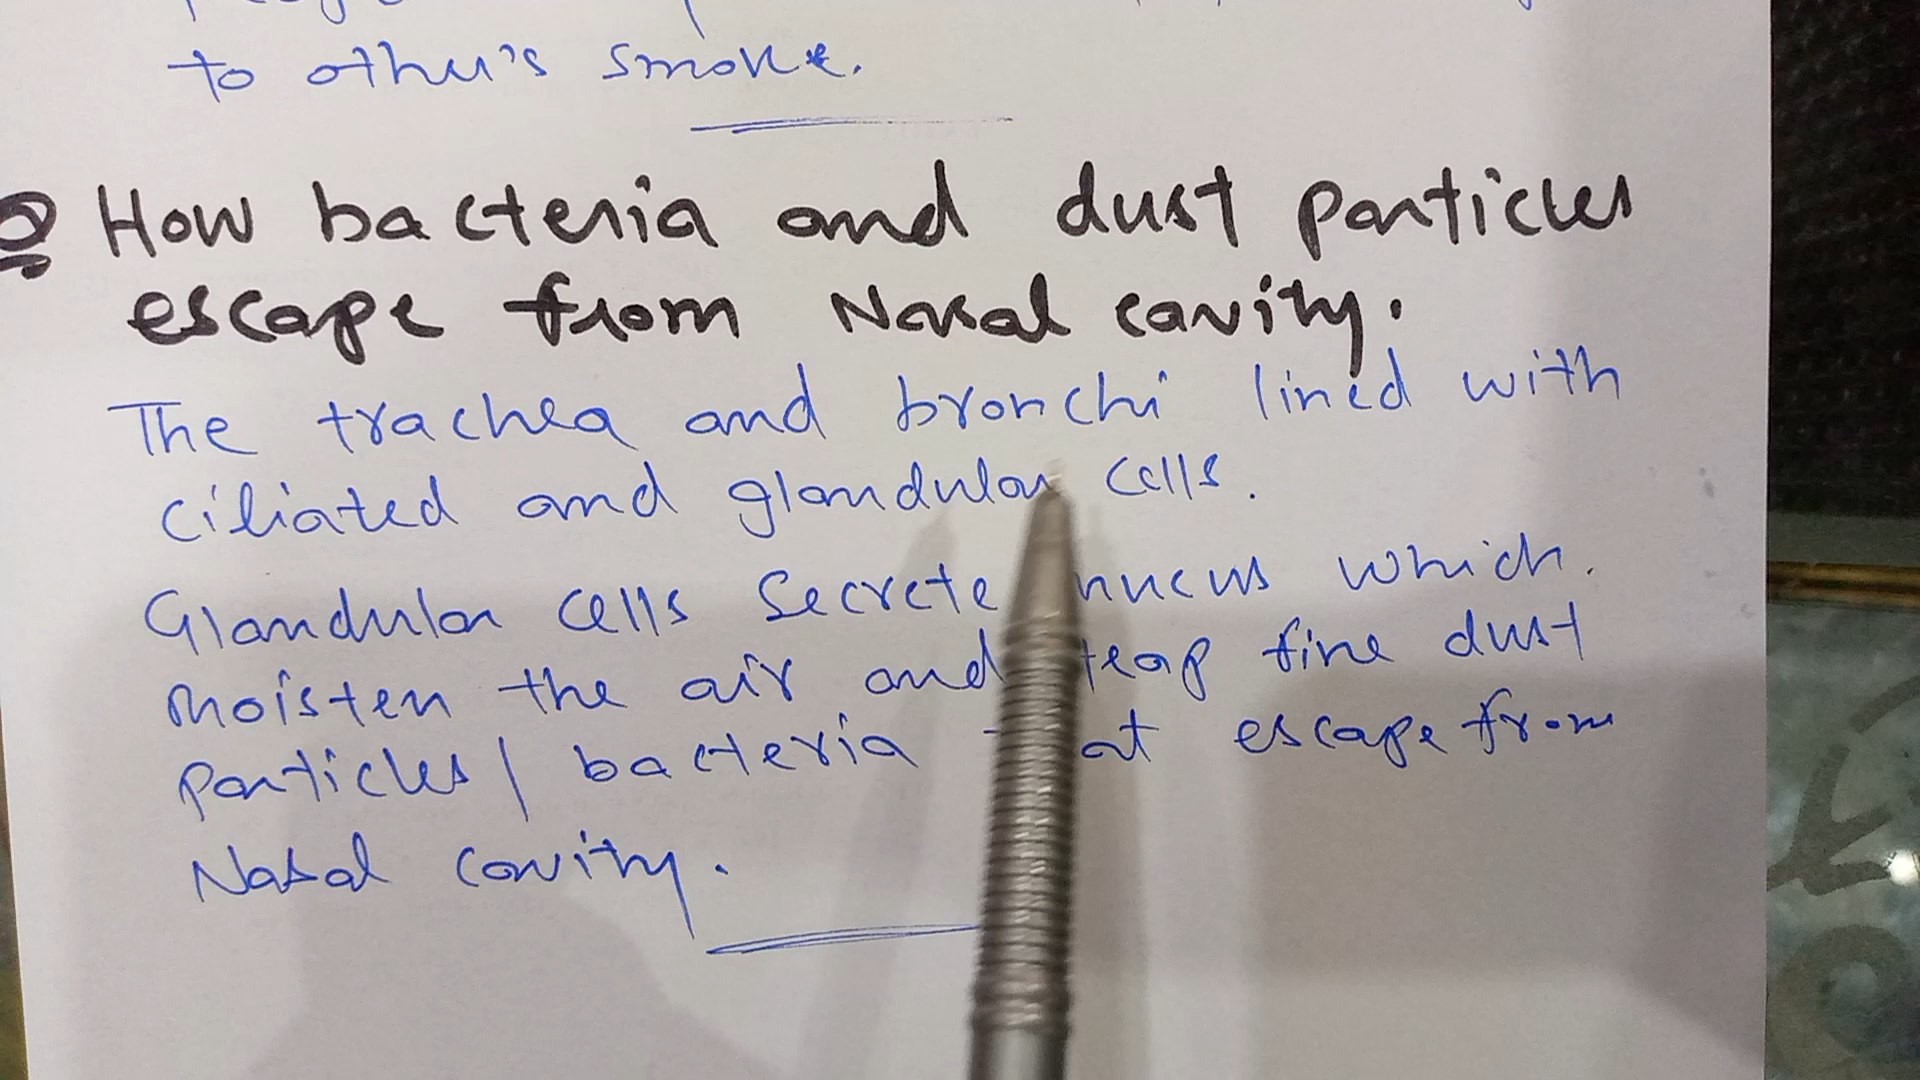 to other's smoke.
Q How bacteria and dust particles
escape from Nasal cavity.
The trachea and bronchi lined with
ciliated and glandular cells.
Glandular cells secrete mucus which.
moisten the air and trap fine dust
particles/ bacteria that escape from
Nasal cavity.